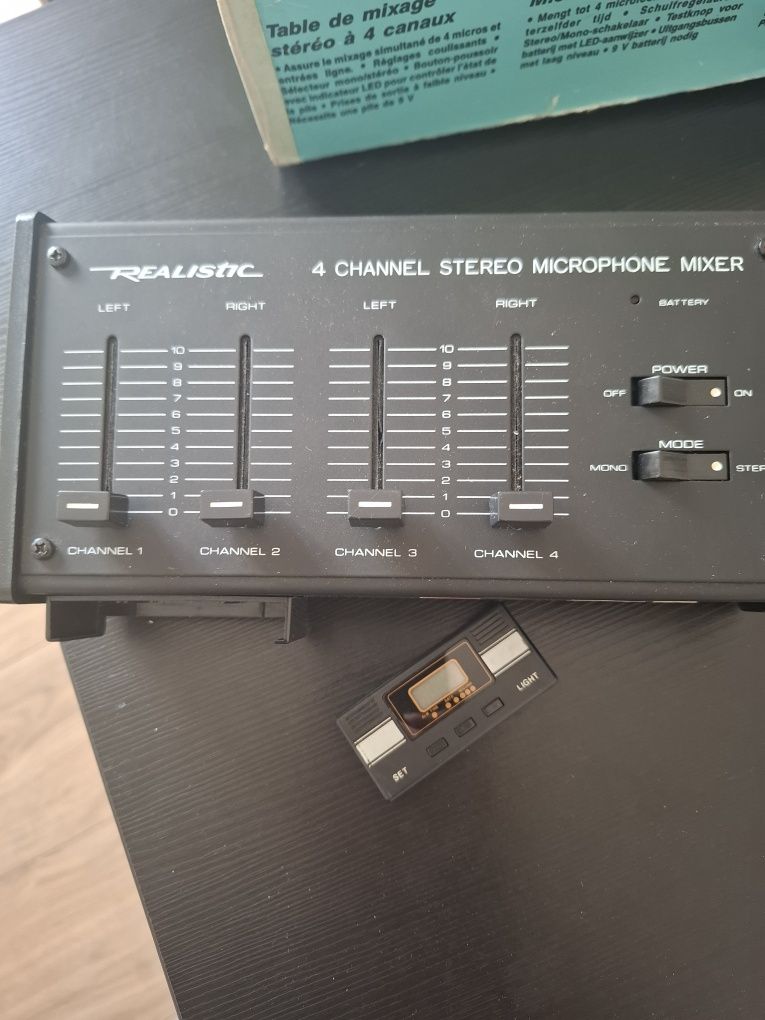 Table de mixage
stéréo à 4 canaux
• Assure le mixage simultané de 4 micros et
entrées ligne. • Réglages coulissants •
Sélecteur mono/stéréo • Bouton-poussoir
avec indicateur LED pour contrôler l'état de
la pile • Prises de sortie à faible niveau •
Nécessite une pile de 9 V
• Mengt tot 4
terzelfder tijd •
Stereo/Mono-schakelaar • Testknop voor
batterij met LED-aanwijzer • Uitgangsbussen
met laag niveau • 9 V batterij nodig
REALISTIC 4 CHANNEL STEREO MICROPHONE MIXER
LEFT RIGHT LEFT RIGHT BATTERY
10 10
9 9
8 8
7 7
6 6
5 5
4 4
3 3
2 2
1 1
0 0
POWER
OFF ON
MODE
MONO STER
CHANNEL 1 CHANNEL 2 CHANNEL 3 CHANNEL 4
LIGHT
SET